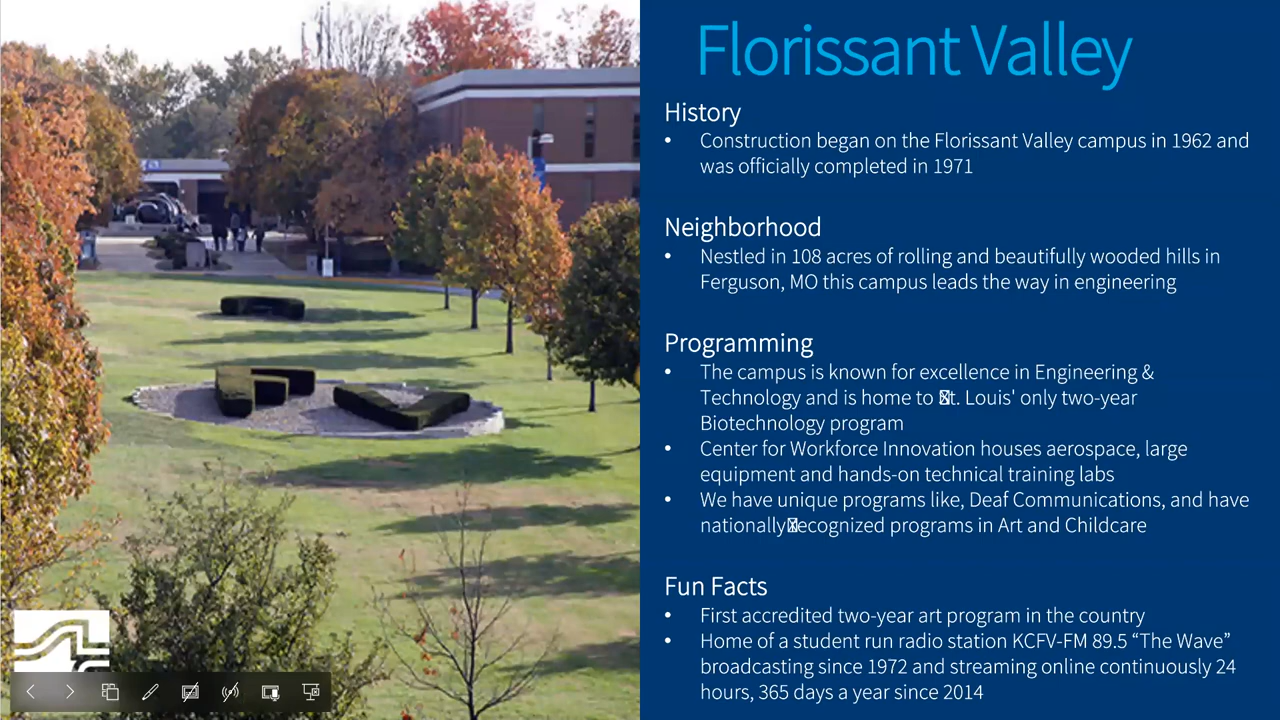 Florissant Valley
History
• Construction began on the Florissant Valley campus in 1962 and
was officially completed in 1971
Neighborhood
• Nestled in 108 acres of rolling and beautifully wooded hills in
Ferguson, MO this campus leads the way in engineering
Programming
• The campus is known for excellence in Engineering &
Technology and is home to St. Louis' only two-year
Biotechnology program
• Center for Workforce Innovation houses aerospace, large
equipment and hands-on technical training labs
• We have unique programs like, Deaf Communications, and have
nationally recognized programs in Art and Childcare
Fun Facts
• First accredited two-year art program in the country
• Home of a student run radio station KCFV-FM 89.5 “The Wave”
broadcasting since 1972 and streaming online continuously 24
hours, 365 days a year since 2014